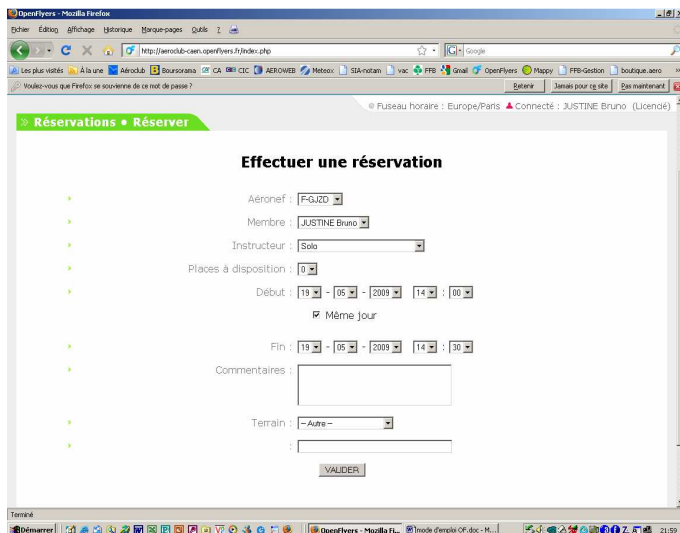 OpenFlyers - Mozilla Firefox
Fichier Édition Affichage Historique Marque-pages Outils ?
http://aeroclub-caen.openflyers.fr/index.php
Google
Les plus visités À la une Aéroclub Boursorama CA CIC AEROWEB Meteox SIA-notam vac FFB Gmail OpenFlyers Mappy FFB-Gestion boutique.aero
Voulez-vous que Firefox se souvienne de ce mot de passe ? Retenir Jamais pour ce site Pas maintenant
Fuseau horaire : Europe/Paris Connecté : JUSTINE Bruno (Licencié)
» Réservations • Réserver
Effectuer une réservation
Aéronef : F-GJZD
Membre : JUSTINE Bruno
Instructeur : Solo
Places à disposition : 0
Début : 19 - 05 - 2009 14 : 00
Même jour
Fin : 19 - 05 - 2009 14 : 30
Commentaires :
Terrain : -- Autre --
:
VALIDER
Terminé
Démarrer OpenFlyers - Mozilla Fi... mode d'emploi OF.doc - M... 21:59